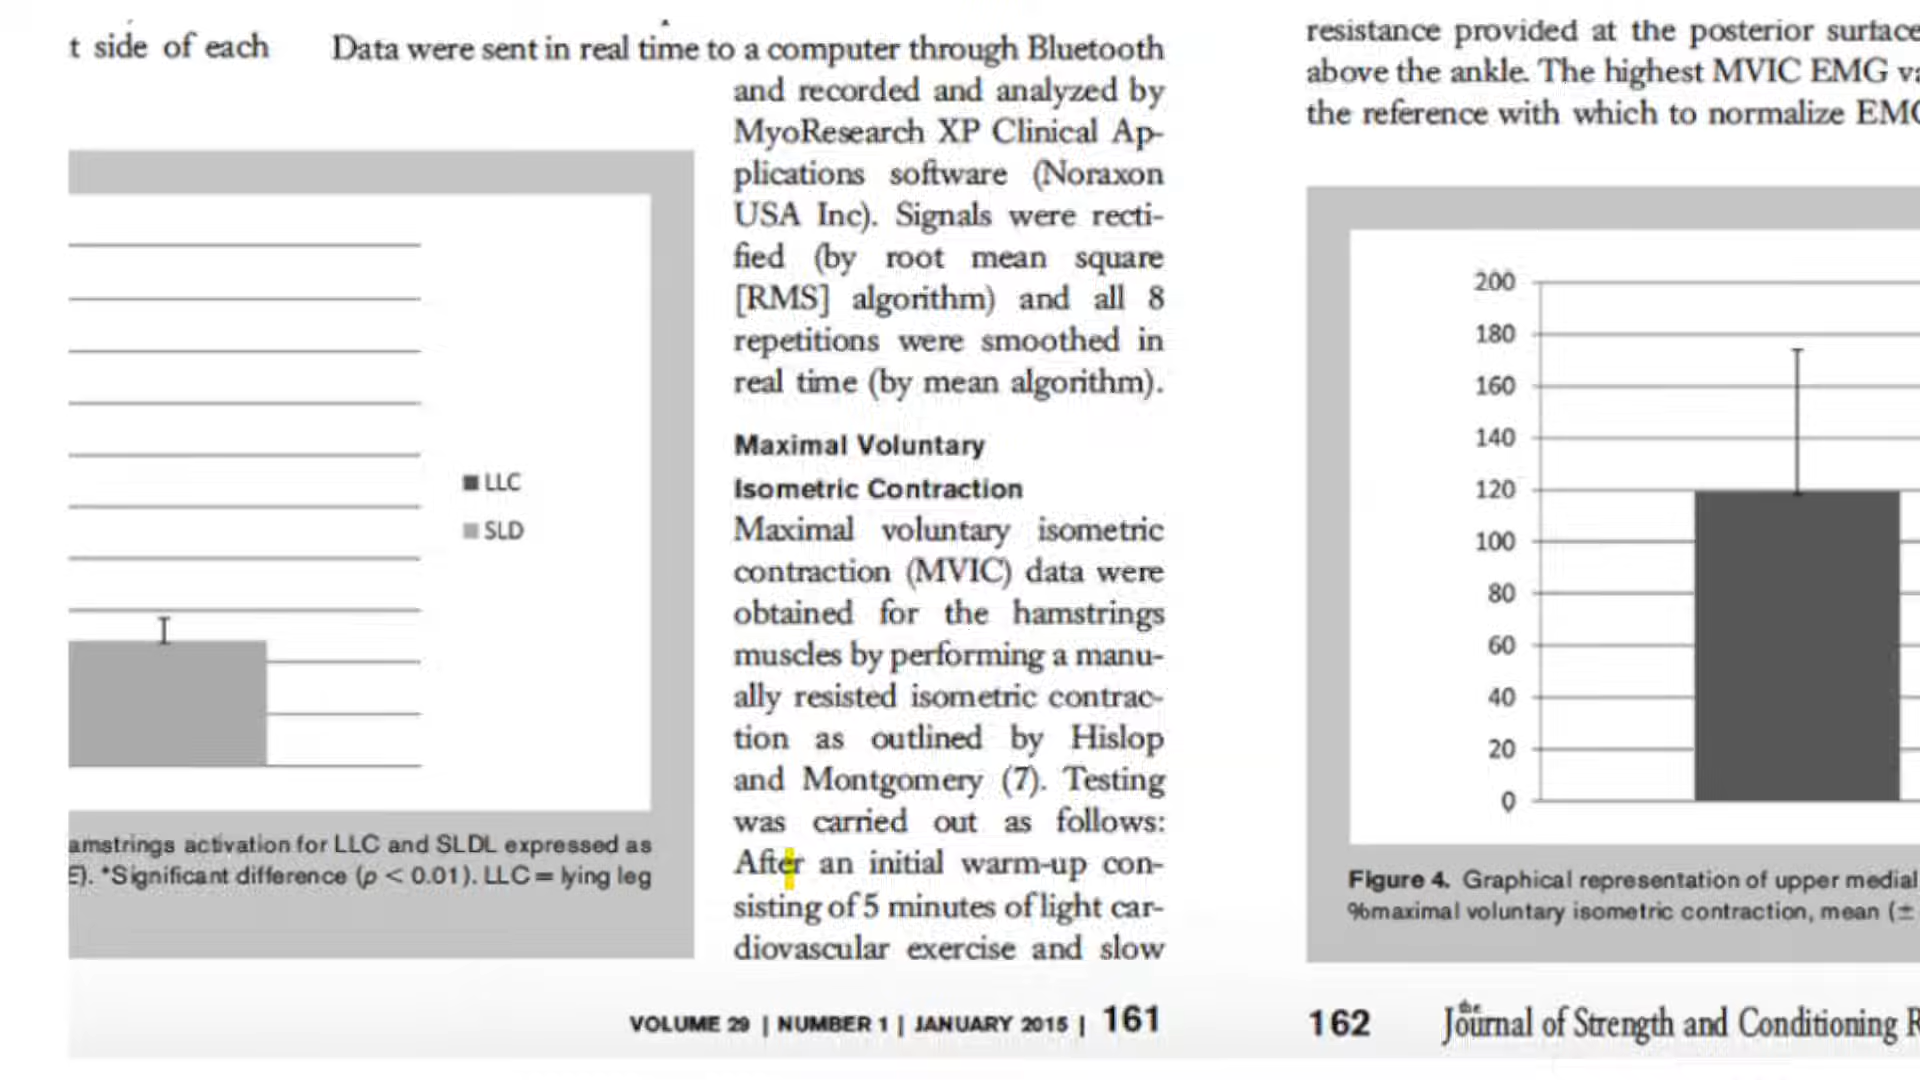 t side of each
Data were sent in real time to a computer through Bluetooth
and recorded and analyzed by
MyoResearch XP Clinical Ap-
plications software (Noraxon
USA Inc). Signals were recti-
fied (by root mean square
[RMS] algorithm) and all 8
repetitions were smoothed in
real time (by mean algorithm).
Maximal Voluntary
Isometric Contraction
Maximal voluntary isometric
contraction (MVIC) data were
obtained for the hamstrings
muscles by performing a manu-
ally resisted isometric contrac-
tion as outlined by Hislop
and Montgomery (7). Testing
was carried out as follows:
After an initial warm-up con-
sisting of 5 minutes of light car-
diovascular exercise and slow
LLC
SLD
amstrings activation for LLC and SLDL expressed as
E). *Significant difference (p < 0.01). LLC = lying leg
VOLUME 29 | NUMBER 1 | JANUARY 2015 | 161
resistance provided at the posterior surface
above the ankle. The highest MVIC EMG va
the reference with which to normalize EMG
200
180
160
140
120
100
80
60
40
20
0
Figure 4. Graphical representation of upper medial
%maximal voluntary isometric contraction, mean (±
162 Journal of Strength and Conditioning R
the